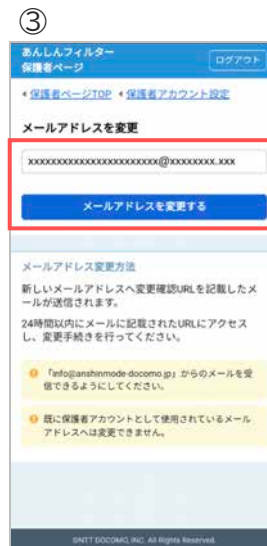 ③
あんしんフィルター
保護者ページ
ログアウト
保護者ページTOP 保護者アカウント設定
メールアドレスを変更
xxxxxxxxxxxxxxxxxxxxxxx@xxxxxxxx.xxx
メールアドレスを変更する
メールアドレス変更方法
新しいメールアドレスへ変更確認URLを記載したメ
ールが送信されます。
24時間以内にメールに記載されたURLにアクセス
し、変更手続きを行ってください。
「info@anshinmode-docomo.jp」からのメールを受
信できるようにしてください。
既に保護者アカウントとして使用されているメール
アドレスへは変更できません。
©NTT DOCOMO, INC. All Rights Reserved.